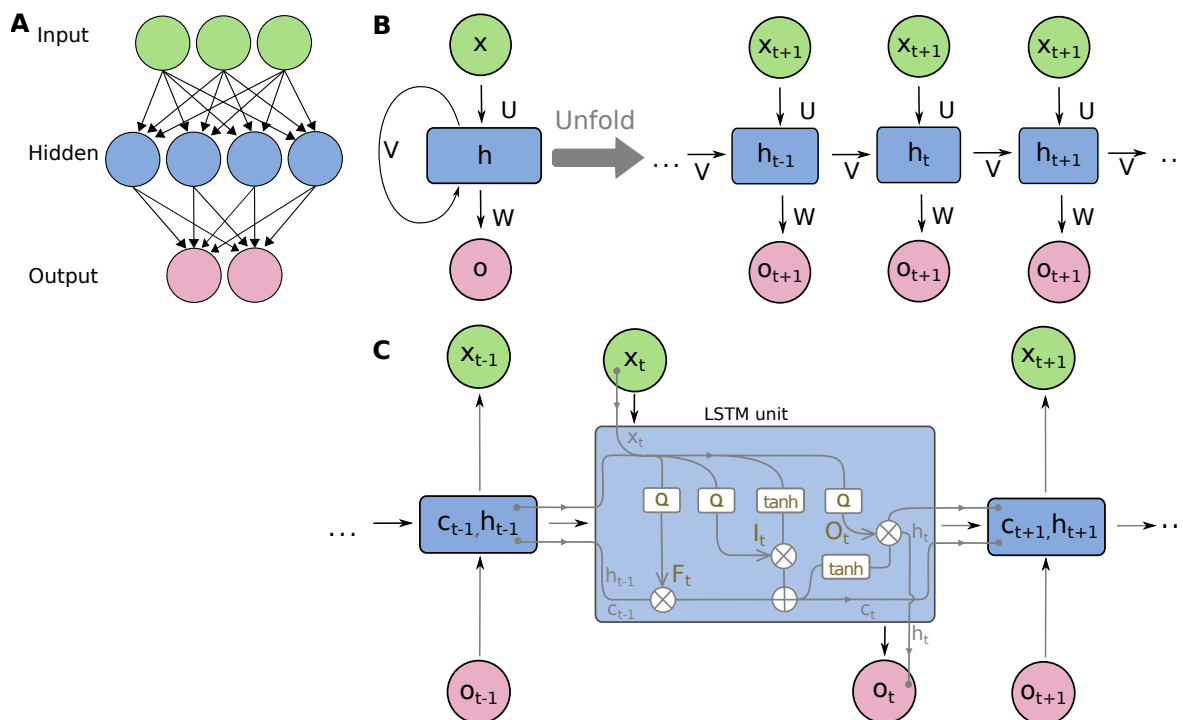 A
Input
Hidden
Output
B
x
U
V
h
W
o
Unfold
x_{t+1} x_{t+1} x_{t+1}
U U U
... V h_{t-1} V h_t V h_{t+1} V ..
W W W
o_{t+1} o_{t+1} o_{t+1}
C
x_{t-1} x_t x_{t+1}
LSTM unit
x_t
Q Q tanh Q
... c_{t-1},h_{t-1} I_t O_t h_t c_{t+1},h_{t+1} ..
h_{t-1} F_t tanh
c_{t-1} c_t
h_t
o_{t-1} o_t o_{t+1}